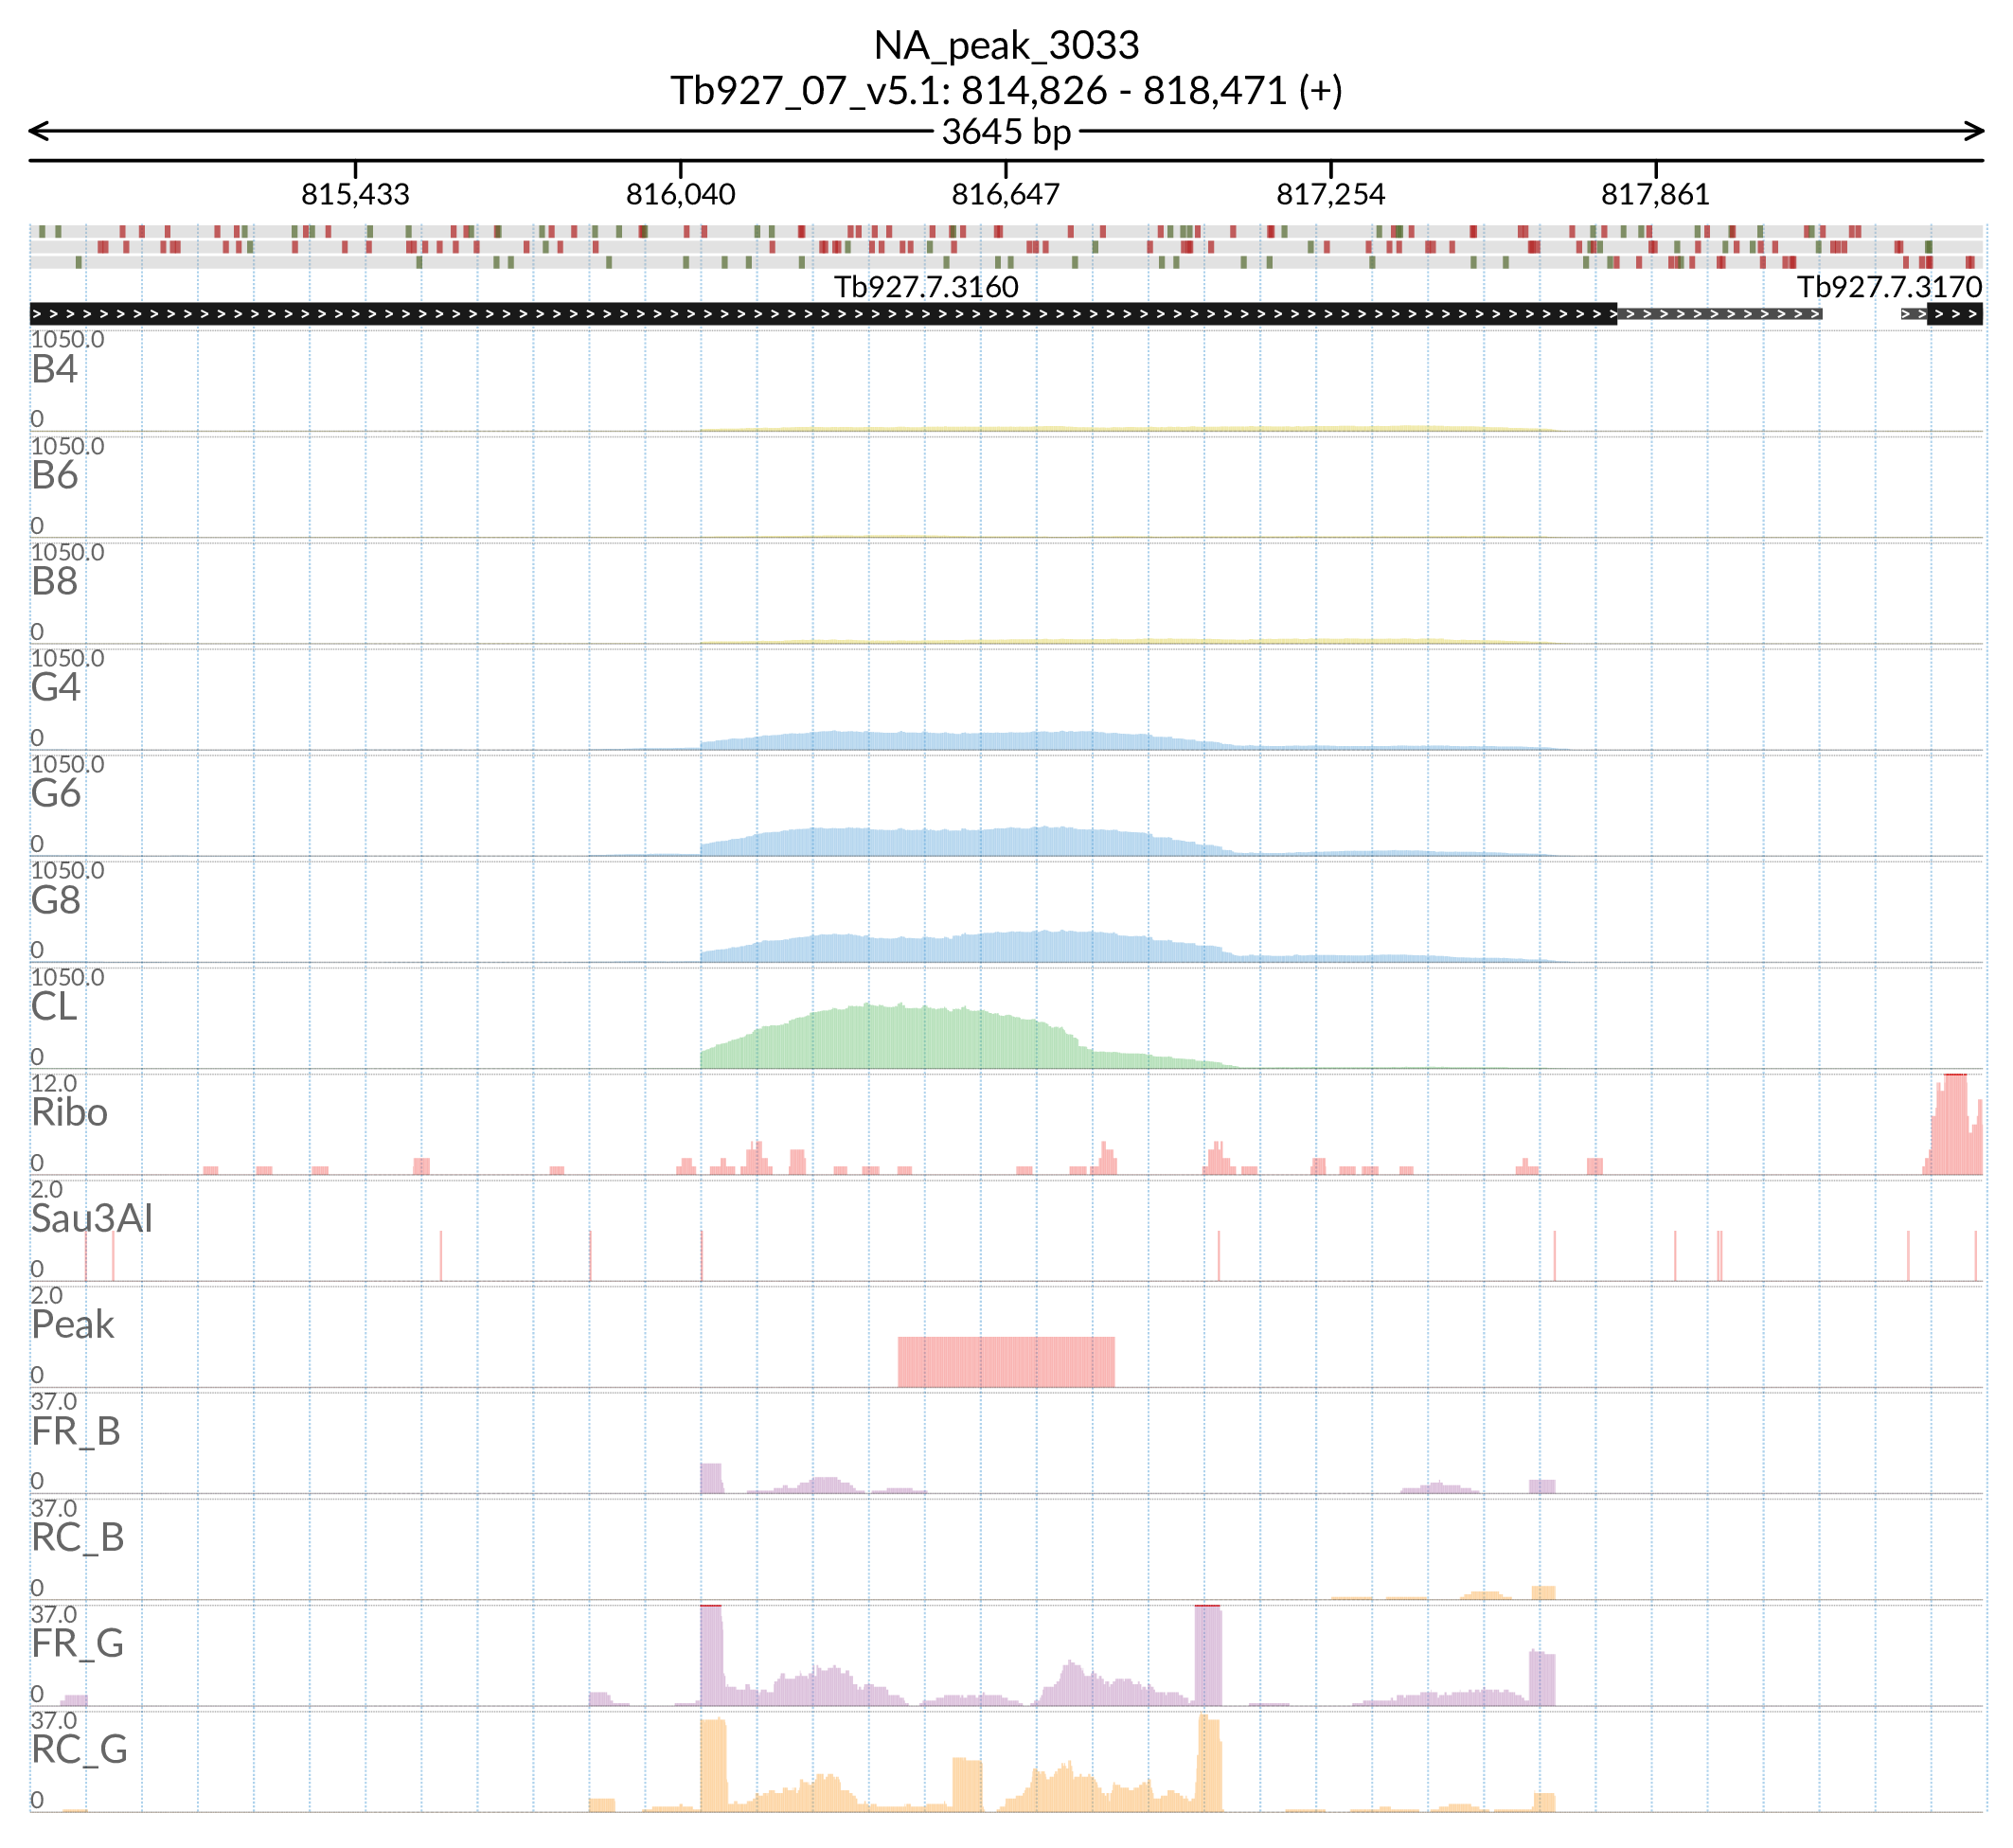 NA_peak_3033
Tb927_07_v5.1: 814,826 - 818,471 (+)
3645 bp
815,433 816,040 816,647 817,254 817,861
Tb927.7.3160 Tb927.7.3170
1050.0
B4
0
1050.0
B6
0
1050.0
B8
0
1050.0
G4
0
1050.0
G6
0
1050.0
G8
0
1050.0
CL
0
12.0
Ribo
0
2.0
Sau3AI
0
2.0
Peak
0
37.0
FR_B
0
37.0
RC_B
0
37.0
FR_G
0
37.0
RC_G
0